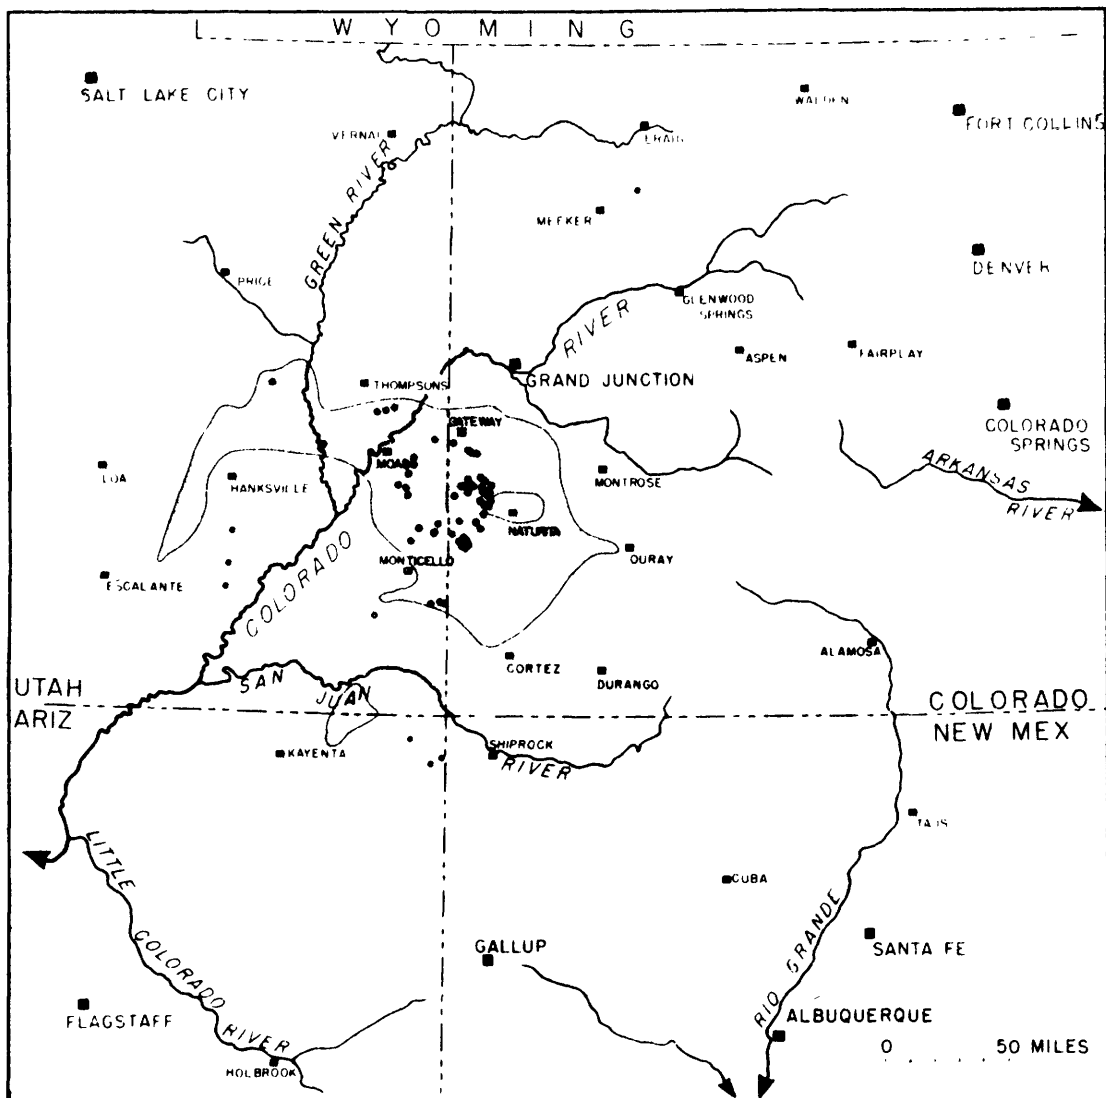 WYOMING
SALT LAKE CITY
WALDEN
FORT COLLINS
VERNAL
CRAIG
GREEN RIVER
MEEKER
DENVER
PRICE
GLENWOOD
SPRINGS
RIVER
ASPEN
FAIRPLAY
THOMPSONS
GRAND JUNCTION
COLORADO
SPRINGS
GATEWAY
MOAB
LOA
HANKSVILLE
MONTROSE
ARKANSAS
RIVER
NATURITA
OURAY
MONTICELLO
ESCALANTE
COLORADO
ALAMOSA
CORTEZ
DURANGO
SAN
JUAN
UTAH
ARIZ
COLORADO
NEW MEX
KAYENTA
SHIPROCK
RIVER
TAOS
LITTLE
COLORADO
RIVER
CUBA
RIO GRANDE
GALLUP
SANTA FE
FLAGSTAFF
ALBUQUERQUE
0 50 MILES
HOLBROOK